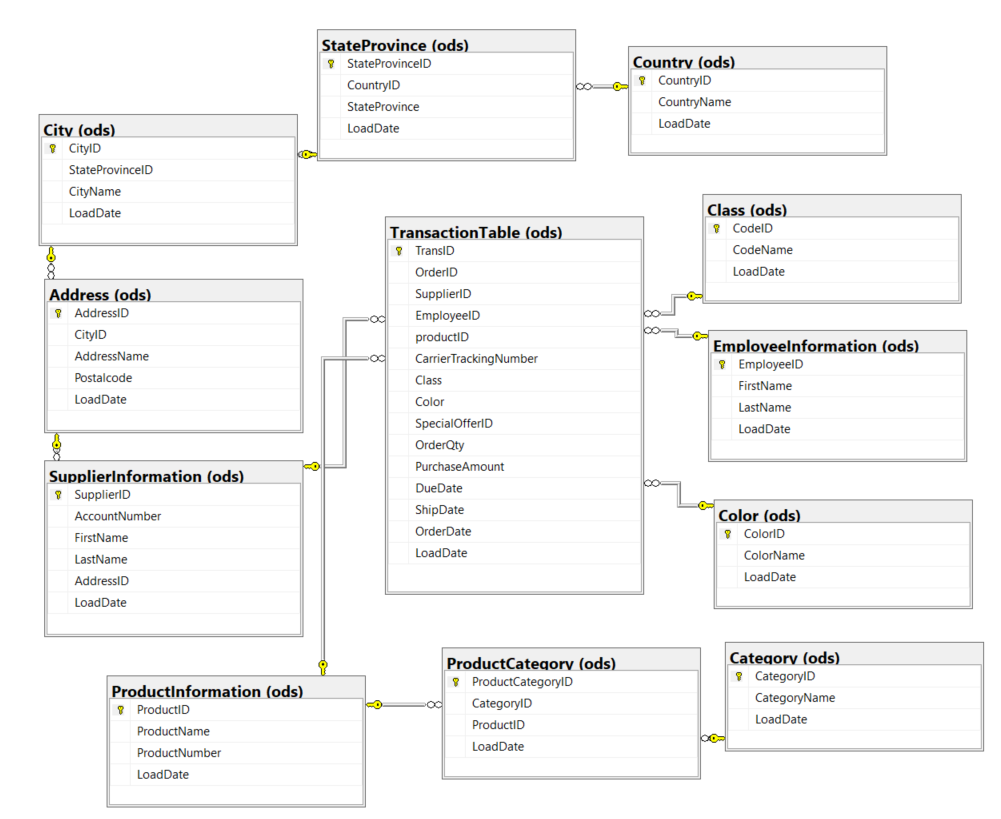 StateProvince (ods)
StateProvinceID
CountryID
StateProvince
LoadDate
Country (ods)
CountryID
CountryName
LoadDate
City (ods)
CityID
StateProvinceID
CityName
LoadDate
Class (ods)
CodeID
CodeName
LoadDate
TransactionTable (ods)
TransID
OrderID
SupplierID
EmployeeID
productID
CarrierTrackingNumber
Class
Color
SpecialOfferID
OrderQty
PurchaseAmount
DueDate
ShipDate
OrderDate
LoadDate
Address (ods)
AddressID
CityID
AddressName
Postalcode
LoadDate
EmployeeInformation (ods)
EmployeeID
FirstName
LastName
LoadDate
SupplierInformation (ods)
SupplierID
AccountNumber
FirstName
LastName
AddressID
LoadDate
Color (ods)
ColorID
ColorName
LoadDate
ProductInformation (ods)
ProductID
ProductName
ProductNumber
LoadDate
ProductCategory (ods)
ProductCategoryID
CategoryID
ProductID
LoadDate
Category (ods)
CategoryID
CategoryName
LoadDate